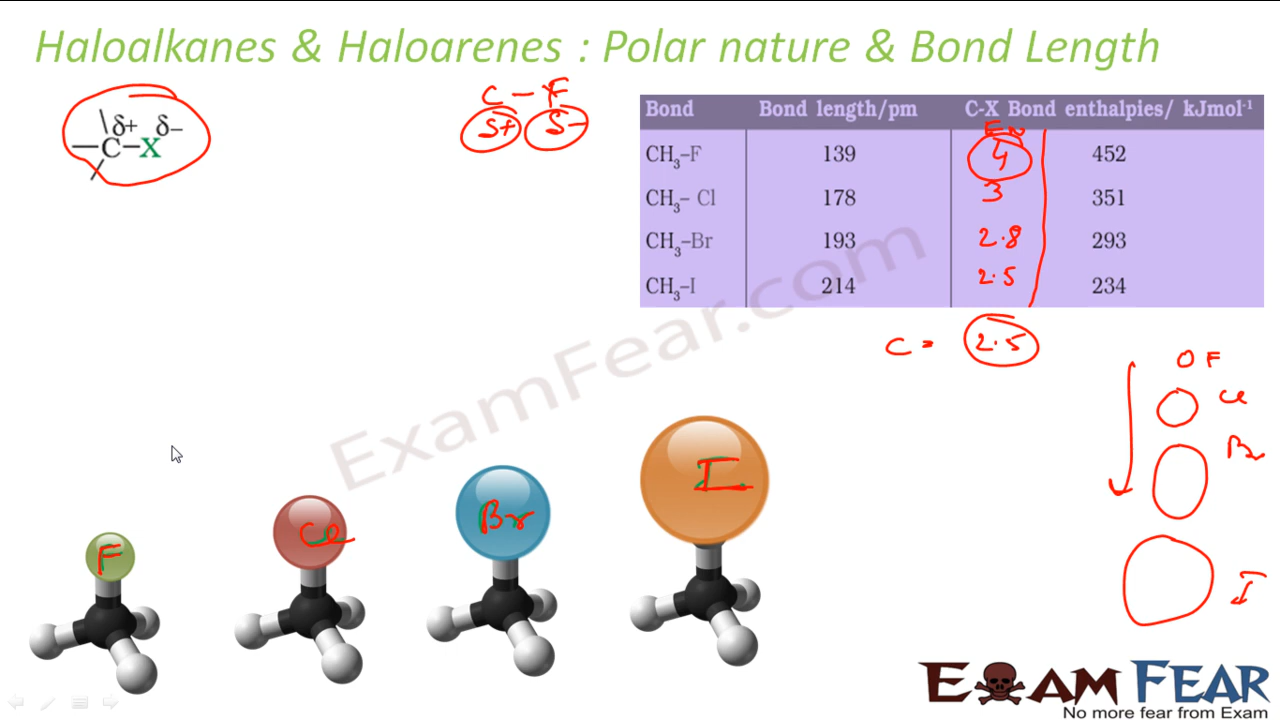 Haloalkanes & Haloarenes : Polar nature & Bond Length
δ+ δ−
—C—X
C – F
S+ S−
Bond Bond length/pm C-X Bond enthalpies/ kJmol⁻¹
EN
CH₃–F 139 4 452
CH₃– Cl 178 3 351
CH₃–Br 193 2.8 293
CH₃–I 214 2.5 234
C = 2.5
F
Cl
Br
I
ExamFear.com
F Cl Br I
EXAM FEAR
No more fear from Exam